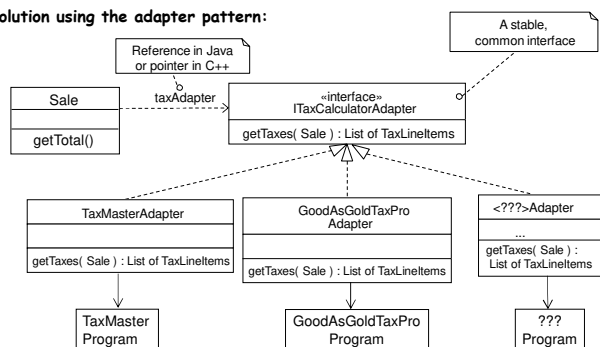 olution using the adapter pattern:
A stable,
common interface
Reference in Java
or pointer in C++
taxAdapter
Sale
getTotal()
«interface»
ITaxCalculatorAdapter
getTaxes( Sale ) : List of TaxLineItems
TaxMasterAdapter
getTaxes( Sale ) : List of TaxLineItems
GoodAsGoldTaxPro
Adapter
getTaxes( Sale ) : List of TaxLineItems
<???>Adapter
...
getTaxes( Sale ) :
List of TaxLineItems
TaxMaster
Program
GoodAsGoldTaxPro
Program
???
Program